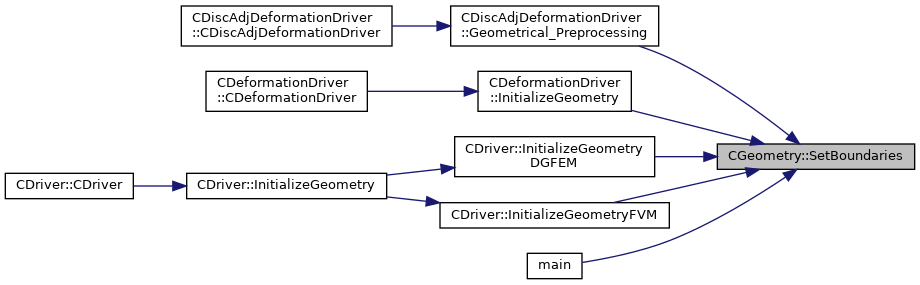 CDiscAdjDeformationDriver
::CDiscAdjDeformationDriver
CDiscAdjDeformationDriver
::Geometrical_Preprocessing
CDeformationDriver
::CDeformationDriver
CDeformationDriver
::InitializeGeometry
CDriver::InitializeGeometry
DGFEM
CGeometry::SetBoundaries
CDriver::CDriver
CDriver::InitializeGeometry
CDriver::InitializeGeometryFVM
main